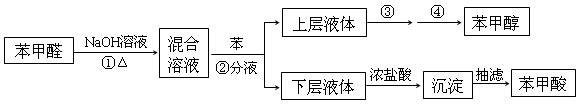 苯甲醛
NaOH溶液
①△
混合
溶液
苯
②分液
上层液体
③
④
苯甲醇
下层液体
浓盐酸
沉淀
抽滤
苯甲酸